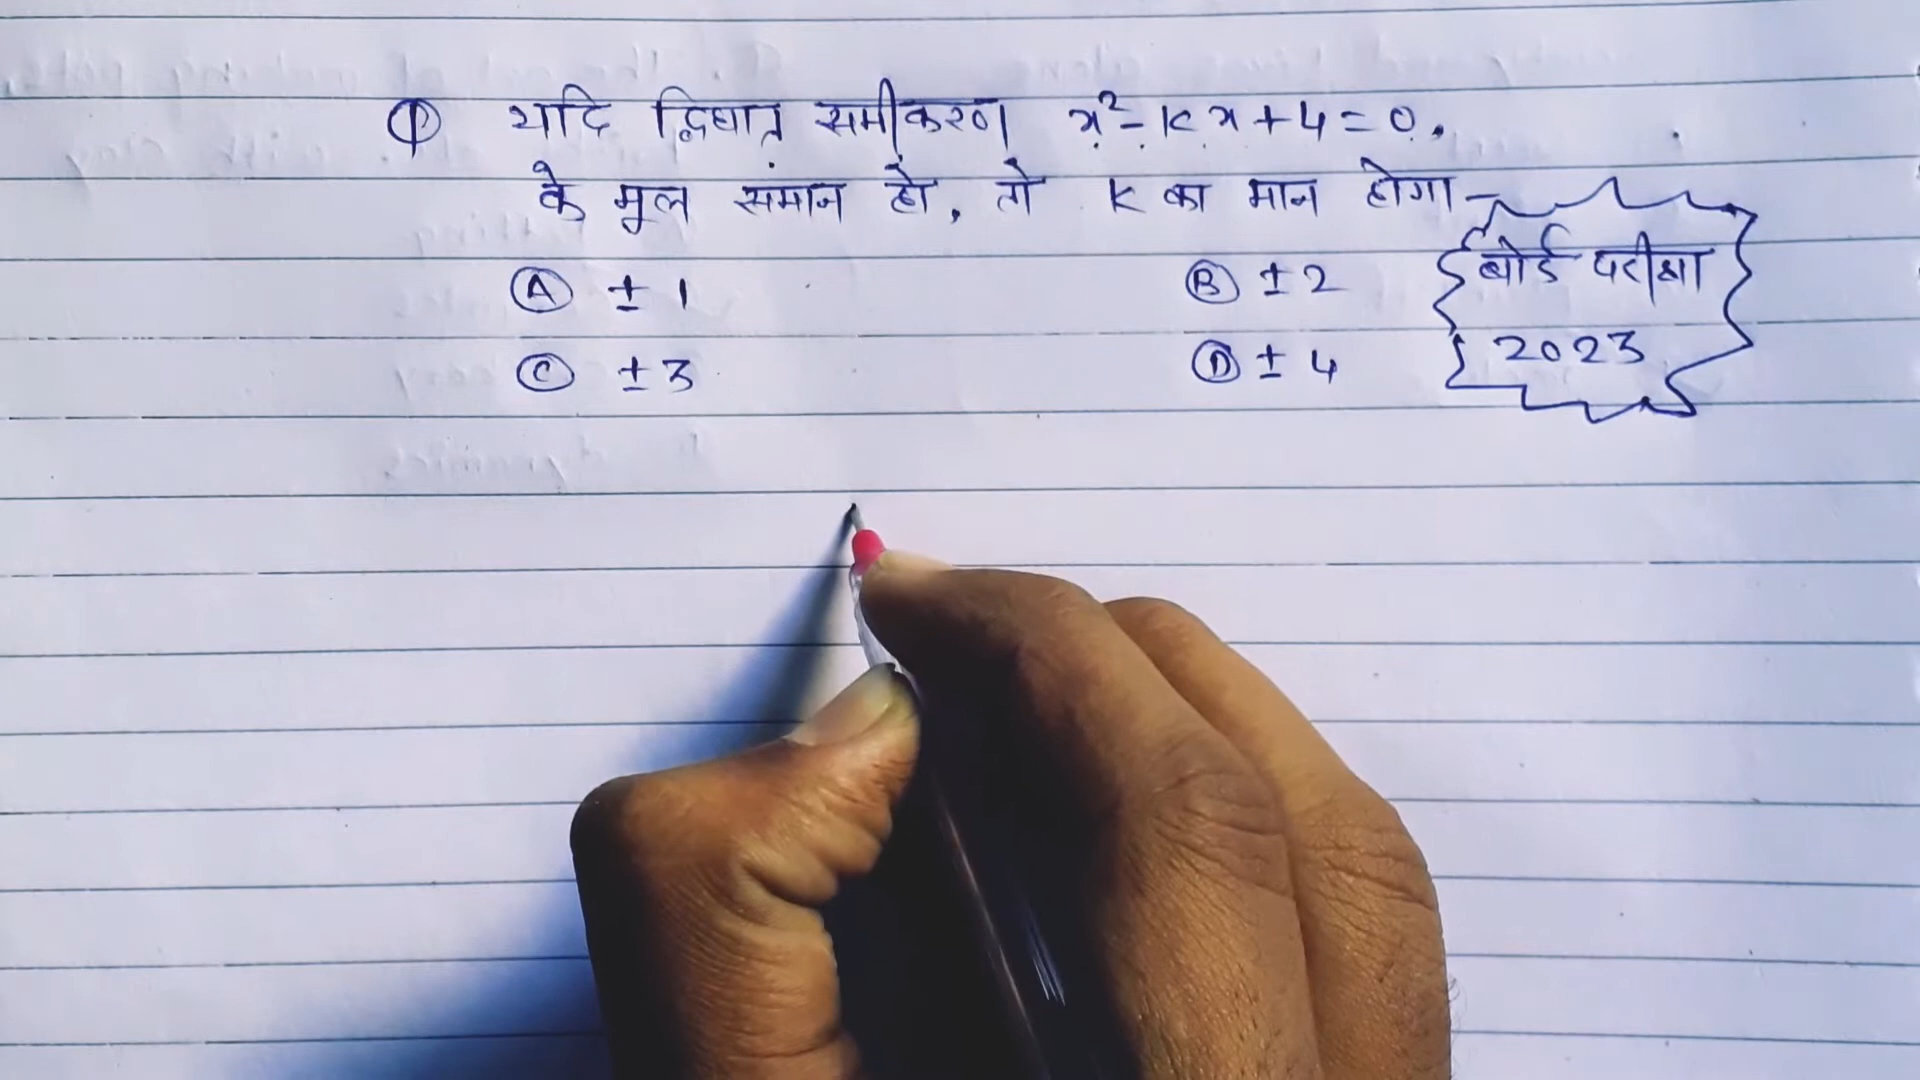 ① यदि द्विघात समीकरण x² - kx + 4 = 0,
के मूल समान हो, तो k का मान होगा -
Ⓐ ± 1 Ⓑ ± 2
Ⓒ ± 3 Ⓓ ± 4
बोर्ड परीक्षा
2023